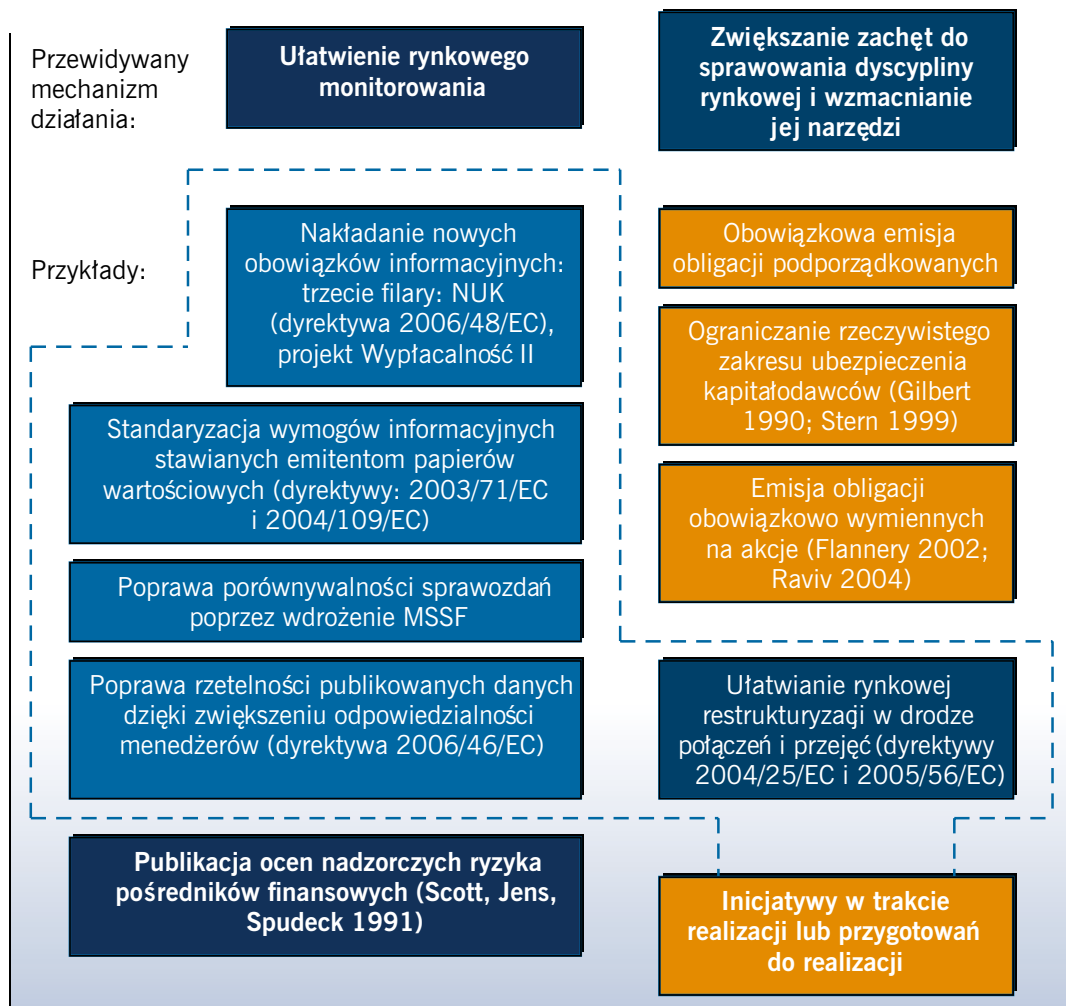 Przewidywany
mechanizm
działania:
Ułatwienie rynkowego
monitorowania
Zwiększanie zachęt do
sprawowania dyscypliny
rynkowej i wzmacnianie
jej narzędzi
Przykłady:
Nakładanie nowych
obowiązków informacyjnych:
trzecie filary: NUK
(dyrektywa 2006/48/EC),
projekt Wypłacalność II
Standaryzacja wymogów informacyjnych
stawianych emitentom papierów
wartościowych (dyrektywy: 2003/71/EC
i 2004/109/EC)
Poprawa porównywalności sprawozdań
poprzez wdrożenie MSSF
Poprawa rzetelności publikowanych danych
dzięki zwiększeniu odpowiedzialności
menedżerów (dyrektywa 2006/46/EC)
Publikacja ocen nadzorczych ryzyka
pośredników finansowych (Scott, Jens,
Spudeck 1991)
Obowiązkowa emisja
obligacji podporządkowanych
Ograniczanie rzeczywistego
zakresu ubezpieczenia
kapitałodawców (Gilbert
1990; Stern 1999)
Emisja obligacji
obowiązkowo wymiennych
na akcje (Flannery 2002;
Raviv 2004)
Ułatwianie rynkowej
restrukturyzagi w drodze
połączeń i przejęć (dyrektywy
2004/25/EC i 2005/56/EC)
Inicjatywy w trakcie
realizacji lub przygotowań
do realizacji